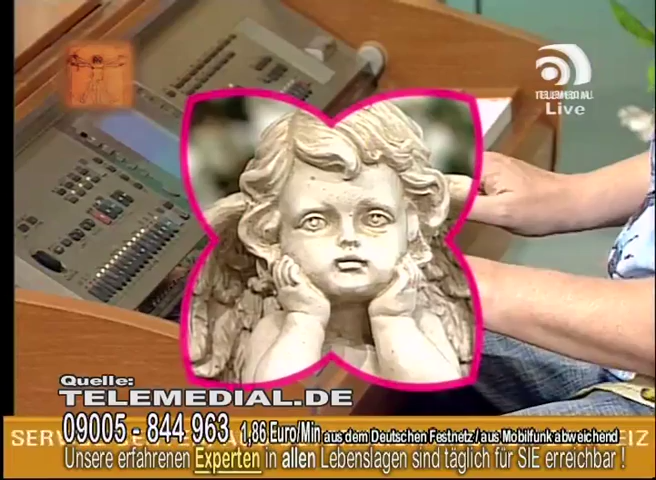 TELEMEDIAL
Live
Quelle:
TELEMEDIAL.DE
09005 - 844 963 1,86 Euro/Min aus dem Deutschen Festnetz / aus Mobilfunk abweichend
Unsere erfahrenen Experten in allen Lebenslagen sind täglich für SIE erreichbar !